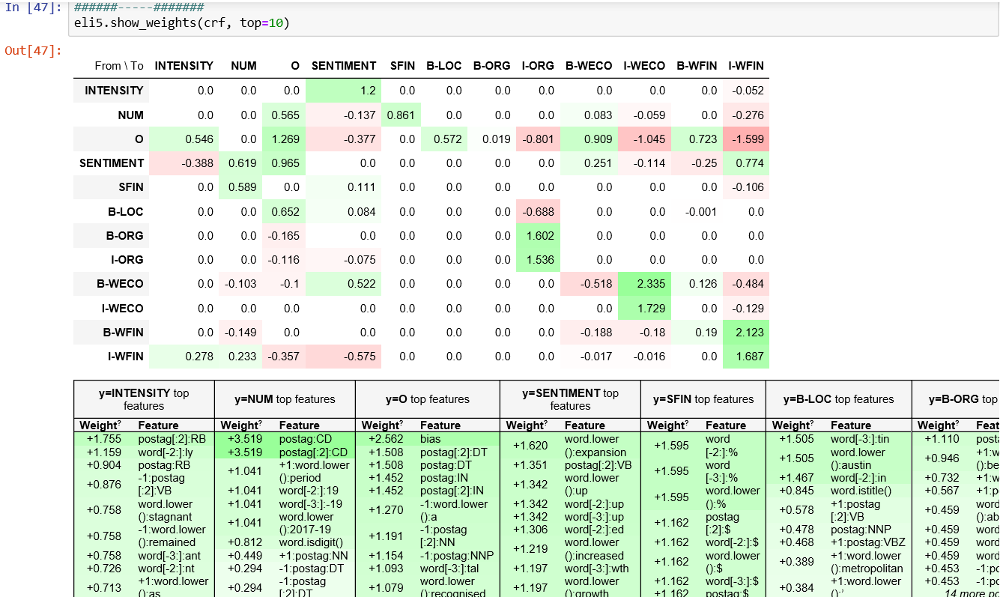 In [47]: ######-----#######
eli5.show_weights(crf, top=10)
Out[47]:
From \ To INTENSITY NUM O SENTIMENT SFIN B-LOC B-ORG I-ORG B-WECO I-WECO B-WFIN I-WFIN
INTENSITY 0.0 0.0 0.0 1.2 0.0 0.0 0.0 0.0 0.0 0.0 0.0 -0.052
NUM 0.0 0.0 0.565 -0.137 0.861 0.0 0.0 0.0 0.083 -0.059 0.0 -0.276
O 0.546 0.0 1.269 -0.377 0.0 0.572 0.019 -0.801 0.909 -1.045 0.723 -1.599
SENTIMENT -0.388 0.619 0.965 0.0 0.0 0.0 0.0 0.0 0.251 -0.114 -0.25 0.774
SFIN 0.0 0.589 0.0 0.111 0.0 0.0 0.0 0.0 0.0 0.0 0.0 -0.106
B-LOC 0.0 0.0 0.652 0.084 0.0 0.0 0.0 -0.688 0.0 0.0 -0.001 0.0
B-ORG 0.0 0.0 -0.165 0.0 0.0 0.0 0.0 1.602 0.0 0.0 0.0 0.0
I-ORG 0.0 0.0 -0.116 -0.075 0.0 0.0 0.0 1.536 0.0 0.0 0.0 0.0
B-WECO 0.0 -0.103 -0.1 0.522 0.0 0.0 0.0 0.0 -0.518 2.335 0.126 -0.484
I-WECO 0.0 0.0 0.0 0.0 0.0 0.0 0.0 0.0 0.0 1.729 0.0 -0.129
B-WFIN 0.0 -0.149 0.0 0.0 0.0 0.0 0.0 0.0 -0.188 -0.18 0.19 2.123
I-WFIN 0.278 0.233 -0.357 -0.575 0.0 0.0 0.0 0.0 -0.017 -0.016 0.0 1.687
y=INTENSITY top
features
Weight? Feature
+1.755 postag[:2]:RB
+1.159 word[-2:]:ly
+0.904 postag:RB
+0.876 -1:postag
[:2]:VB
+0.758 word.lower
():stagnant
+0.758 -1:word.lower
():remained
+0.758 word[-3:]:ant
+0.726 word[-2:]:nt
+0.713 +1:word.lower
():as
y=NUM top features
Weight? Feature
+3.519 postag:CD
+3.519 postag[:2]:CD
+1.041 +1:word.lower
():period
+1.041 word[-2:]:19
+1.041 word[-3:]:-19
+1.041 word.lower
():2017-19
+0.812 word.isdigit()
+0.449 +1:postag:NN
+0.294 -1:postag:DT
+0.294 -1:postag
[:2]:DT
y=O top features
Weight? Feature
+2.562 bias
+1.508 postag[:2]:DT
+1.508 postag:DT
+1.452 postag:IN
+1.452 postag[:2]:IN
+1.270 -1:word.lower
():a
+1.191 -1:postag
[:2]:NN
+1.154 -1:postag:NNP
+1.093 word[-3:]:tal
+1.079 word.lower
():recognised
y=SENTIMENT top
features
Weight? Feature
+1.620 word.lower
():expansion
+1.351 postag[:2]:VB
+1.342 word.lower
():up
+1.342 word[-2:]:up
+1.342 word[-3:]:up
+1.306 word[-2:]:ed
+1.219 word.lower
():increased
+1.197 word[-3:]:wth
+1.197 word.lower
():growth
y=SFIN top features
Weight? Feature
+1.595 word
[-2:]:%
+1.595 word
[-3:]:%
+1.595 word.lower
():%
+1.162 postag
[:2]:$
+1.162 word[-2:]:$
+1.162 word.lower
():$
+1.162 word[-3:]:$
+1.162 postag:$
y=B-LOC top features
Weight? Feature
+1.505 word[-3:]:tin
+1.505 word.lower
():austin
+1.467 word[-2:]:in
+0.845 word.istitle()
+0.578 +1:postag
[:2]:VB
+0.478 postag:NNP
+0.468 +1:postag:VBZ
+0.389 +1:word.lower
():metropolitan
+0.384 +1:word.lower
():'
y=B-ORG top
Weight? Feat
+1.110 posta
+0.946 +1:w
():be
+0.732 +1:w
+0.567 +1:p
+0.459 word
():ab
+0.459 word
+0.459 word
+0.459 word
+0.453 -1:po
+0.453 -1:po
14 more po